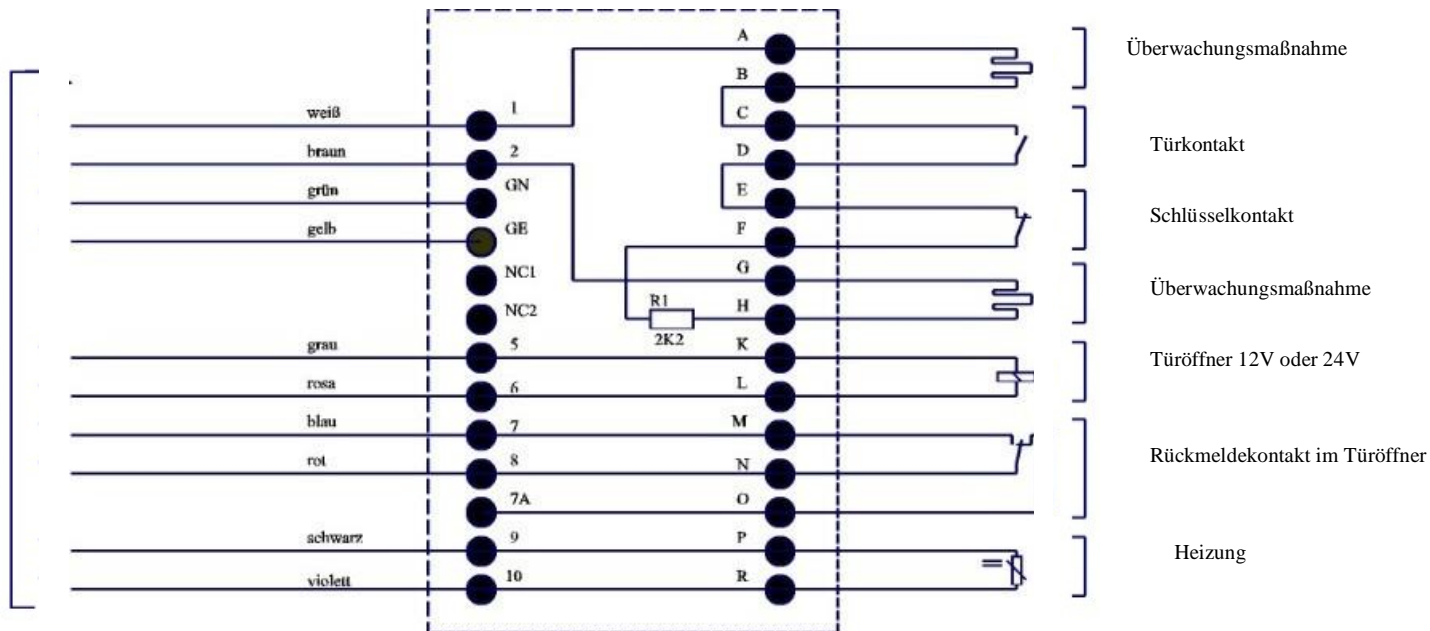 A
Überwachungsmaßnahme
B
weiß
1
C
Türkontakt
braun
2
D
grün
GN
E
Schlüsselkontakt
gelb
GE
F
NC1
G
Überwachungsmaßnahme
NC2
R1
2K2
H
grau
5
K
Türöffner 12V oder 24V
rosa
6
L
blau
7
M
Rückmeldekontakt im Türöffner
rot
8
N
7A
O
schwarz
9
P
Heizung
violett
10
R